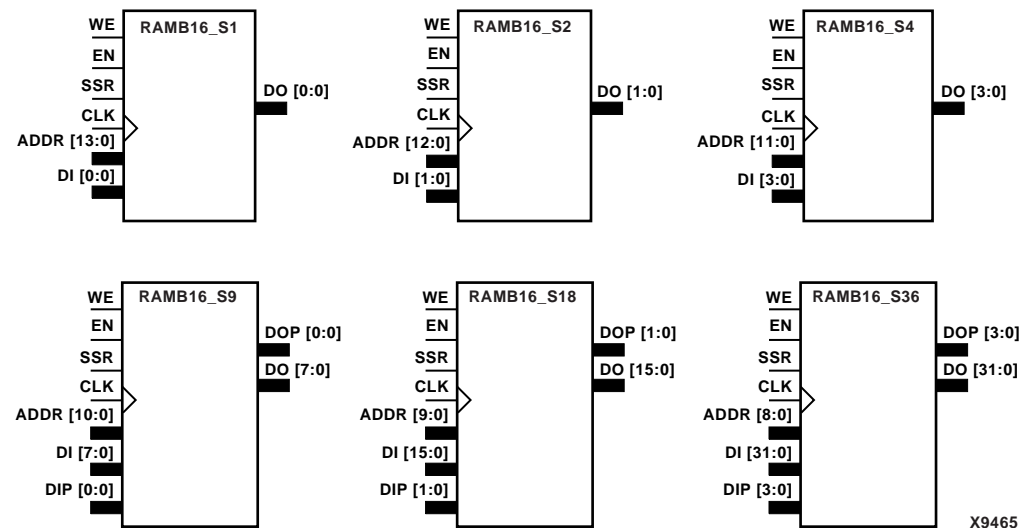 WE
RAMB16_S1
EN
SSR
DO [0:0]
CLK
ADDR [13:0]
DI [0:0]
WE
RAMB16_S2
EN
SSR
DO [1:0]
CLK
ADDR [12:0]
DI [1:0]
WE
RAMB16_S4
EN
SSR
DO [3:0]
CLK
ADDR [11:0]
DI [3:0]
WE
RAMB16_S9
EN
DOP [0:0]
SSR
DO [7:0]
CLK
ADDR [10:0]
DI [7:0]
DIP [0:0]
WE
RAMB16_S18
EN
DOP [1:0]
SSR
DO [15:0]
CLK
ADDR [9:0]
DI [15:0]
DIP [1:0]
WE
RAMB16_S36
EN
DOP [3:0]
SSR
DO [31:0]
CLK
ADDR [8:0]
DI [31:0]
DIP [3:0]
X9465